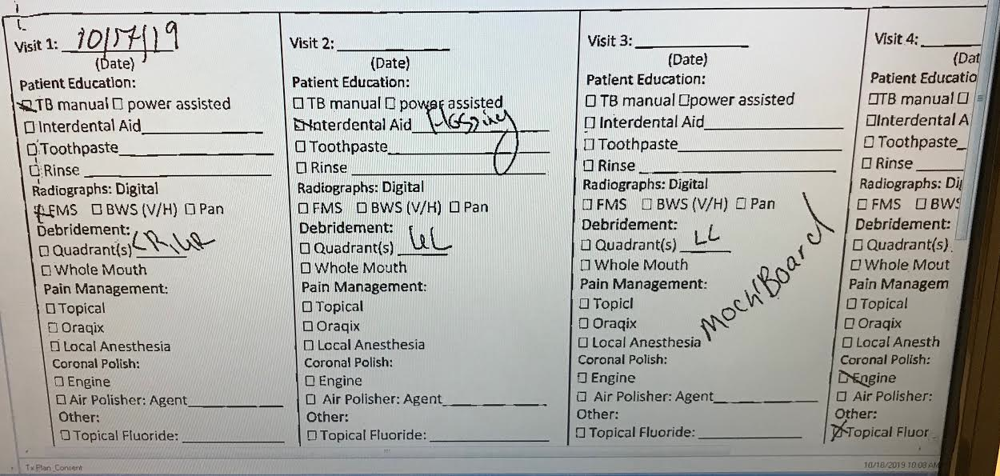 Visit 1: 10/17/19
(Date)
Patient Education:
☒ TB manual ☐ power assisted
☐ Interdental Aid
☐ Toothpaste
☐ Rinse
Radiographs: Digital
☒ FMS ☐ BWS (V/H) ☐ Pan
Debridement:
☐ Quadrant(s) LR, UR
☐ Whole Mouth
Pain Management:
☐ Topical
☐ Oraqix
☐ Local Anesthesia
Coronal Polish:
☐ Engine
☐ Air Polisher: Agent
Other:
☐ Topical Fluoride:
Visit 2:
(Date)
Patient Education:
☐ TB manual ☐ power assisted
☒ Interdental Aid Flossing
☐ Toothpaste
☐ Rinse
Radiographs: Digital
☐ FMS ☐ BWS (V/H) ☐ Pan
Debridement:
☐ Quadrant(s) UL
☐ Whole Mouth
Pain Management:
☐ Topical
☐ Oraqix
☐ Local Anesthesia
Coronal Polish:
☐ Engine
☐ Air Polisher: Agent
Other:
☐ Topical Fluoride:
Visit 3:
(Date)
Patient Education:
☐ TB manual ☐ power assisted
☐ Interdental Aid
☐ Toothpaste
☐ Rinse
Radiographs: Digital
☐ FMS ☐ BWS (V/H) ☐ Pan
Debridement:
☐ Quadrant(s) LL
☐ Whole Mouth
Pain Management:
☐ Topicl
☐ Oraqix
☐ Local Anesthesia
Mock Board
Coronal Polish:
☐ Engine
☐ Air Polisher: Agent
Other:
☐ Topical Fluoride:
Visit 4:
(Dat
Patient Educatio
☐ TB manual ☐
☐ Interdental A
☐ Toothpaste
☐ Rinse
Radiographs: Di
☐ FMS ☐ BWS
Debridement:
☐ Quadrant(s)
☐ Whole Mout
Pain Managem
☐ Topical
☐ Oraqix
☐ Local Anesth
Coronal Polish:
☒ Engine
☐ Air Polisher:
Other:
☒ Topical Fluor
Tx Plan_Consent
10/18/2019 10:08 AM